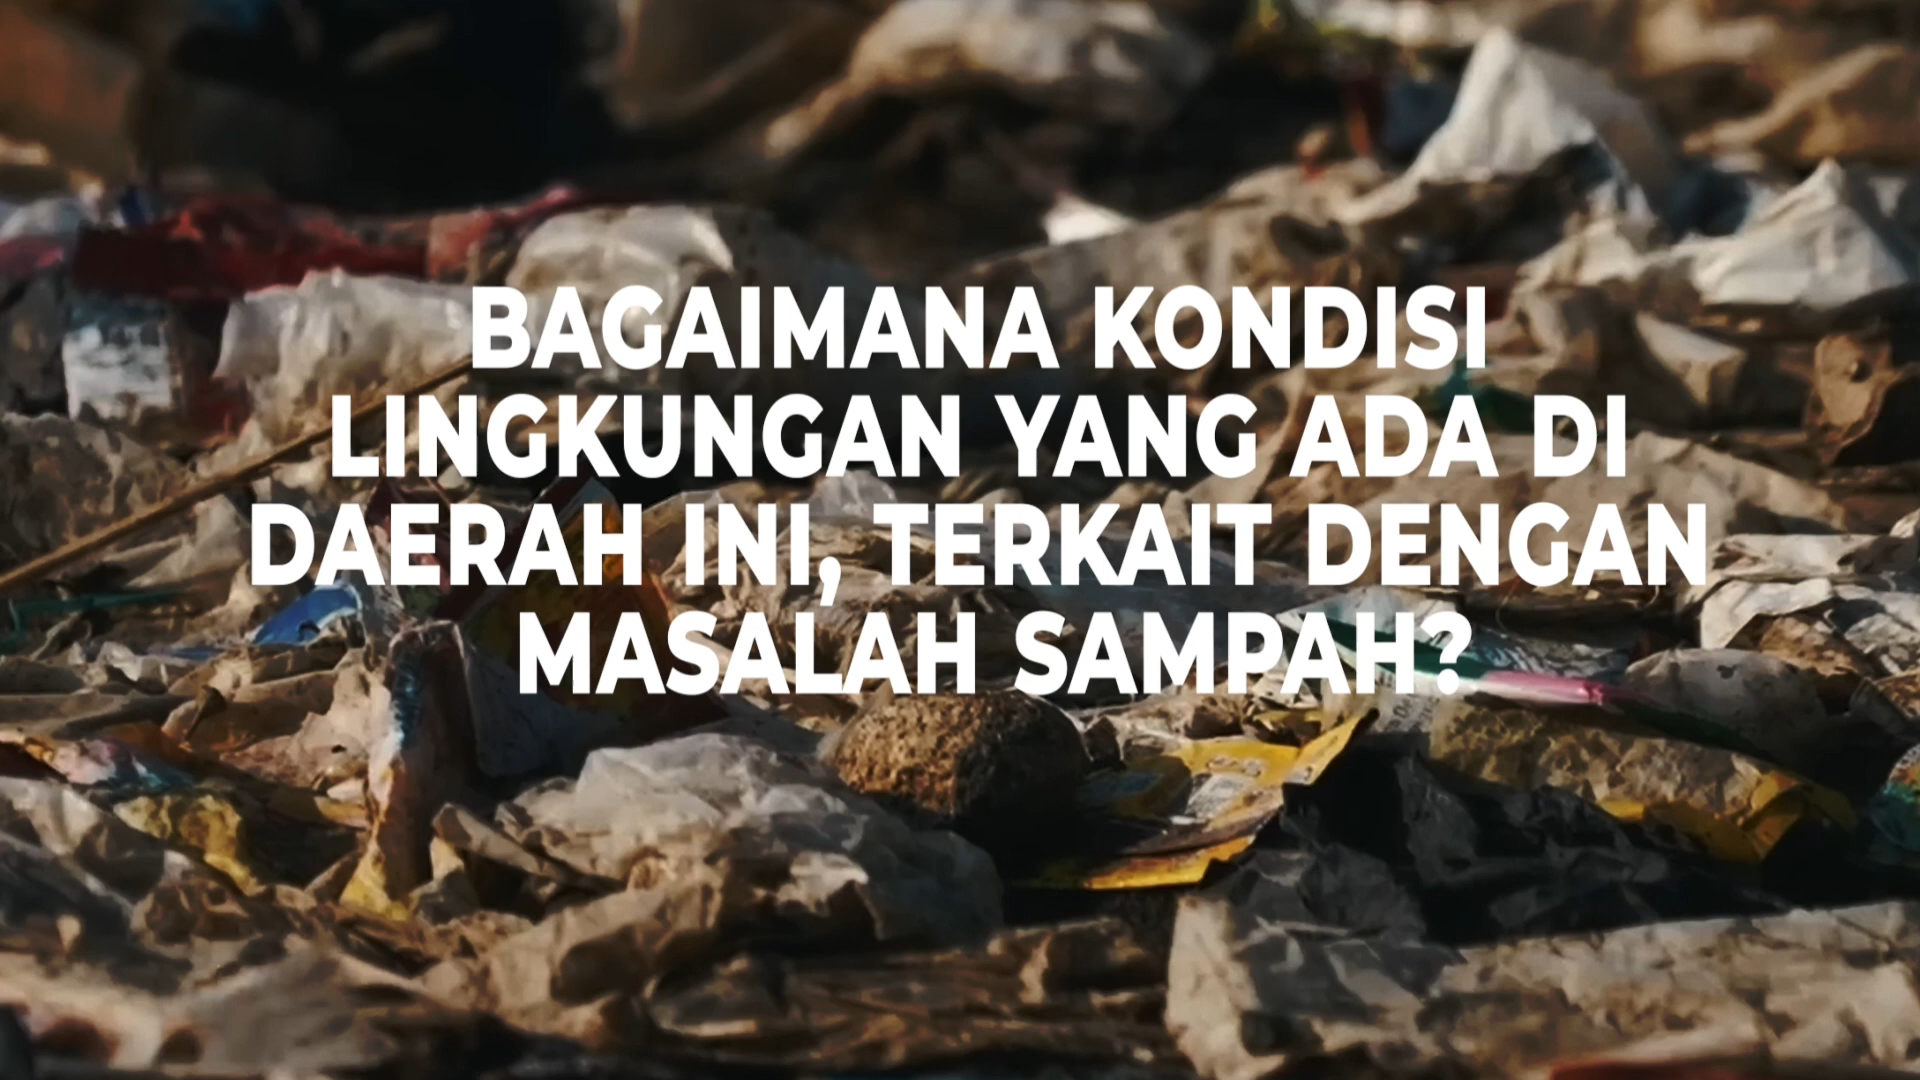 BAGAIMANA KONDISI
LINGKUNGAN YANG ADA DI
DAERAH INI, TERKAIT DENGAN
MASALAH SAMPAH?